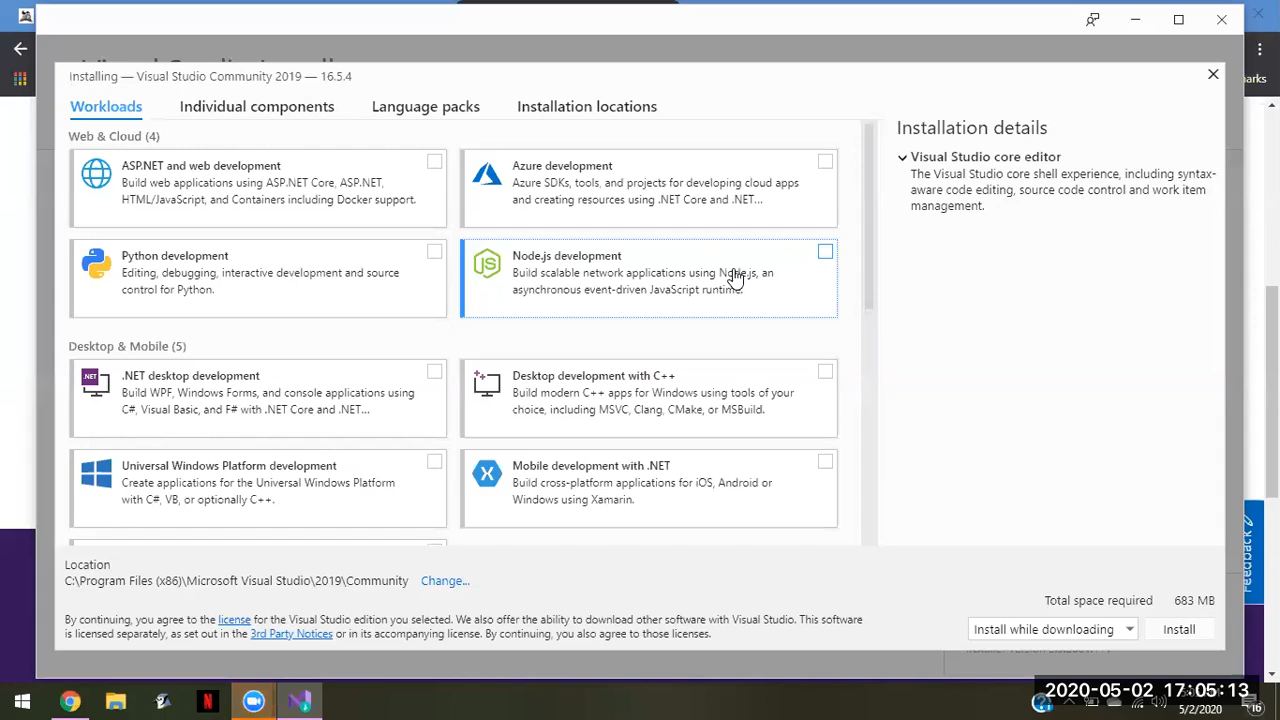 Installing — Visual Studio Community 2019 — 16.5.4
Workloads
Individual components
Language packs
Installation locations
Web & Cloud (4)
ASP.NET and web development
Build web applications using ASP.NET Core, ASP.NET,
HTML/JavaScript, and Containers including Docker support.
Azure development
Azure SDKs, tools, and projects for developing cloud apps
and creating resources using .NET Core and .NET...
Python development
Editing, debugging, interactive development and source
control for Python.
Node.js development
Build scalable network applications using Node.js, an
asynchronous event-driven JavaScript runtime.
Desktop & Mobile (5)
.NET desktop development
Build WPF, Windows Forms, and console applications using
C#, Visual Basic, and F# with .NET Core and .NET...
Desktop development with C++
Build modern C++ apps for Windows using tools of your
choice, including MSVC, Clang, CMake, or MSBuild.
Universal Windows Platform development
Create applications for the Universal Windows Platform
with C#, VB, or optionally C++.
Mobile development with .NET
Build cross-platform applications for iOS, Android or
Windows using Xamarin.
Installation details
Visual Studio core editor
The Visual Studio core shell experience, including syntax-
aware code editing, source code control and work item
management.
Location
C:\Program Files (x86)\Microsoft Visual Studio\2019\Community
Change...
By continuing, you agree to the license for the Visual Studio edition you selected. We also offer the ability to download other software with Visual Studio. This software
is licensed separately, as set out in the 3rd Party Notices or in its accompanying license. By continuing, you also agree to those licenses.
Total space required 683 MB
Install while downloading
Install
Feedback
2020-05-02 17:05:13
5/2/2020